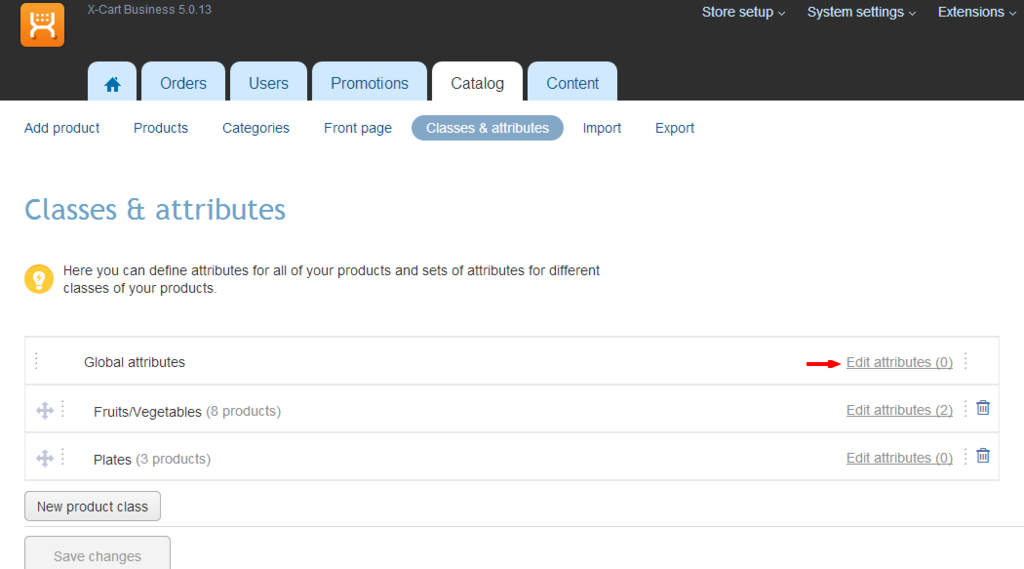 X-Cart Business 5.0.13
Store setup System settings Extensions
Orders Users Promotions Catalog Content
Add product Products Categories Front page Classes & attributes Import Export
Classes & attributes
Here you can define attributes for all of your products and sets of attributes for different
classes of your products.
Global attributes Edit attributes (0)
Fruits/Vegetables (8 products) Edit attributes (2)
Plates (3 products) Edit attributes (0)
New product class
Save changes